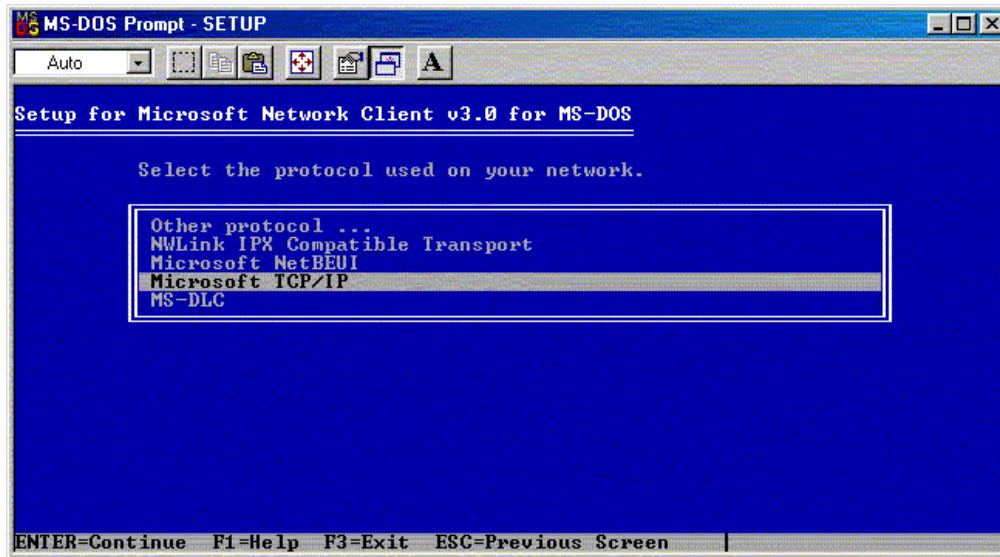 MS-DOS Prompt - SETUP
Auto
A
Setup for Microsoft Network Client v3.0 for MS-DOS
Select the protocol used on your network.
Other protocol ...
NWLink IPX Compatible Transport
Microsoft NetBEUI
Microsoft TCP/IP
MS-DLC
ENTER=Continue F1=Help F3=Exit ESC=Previous Screen